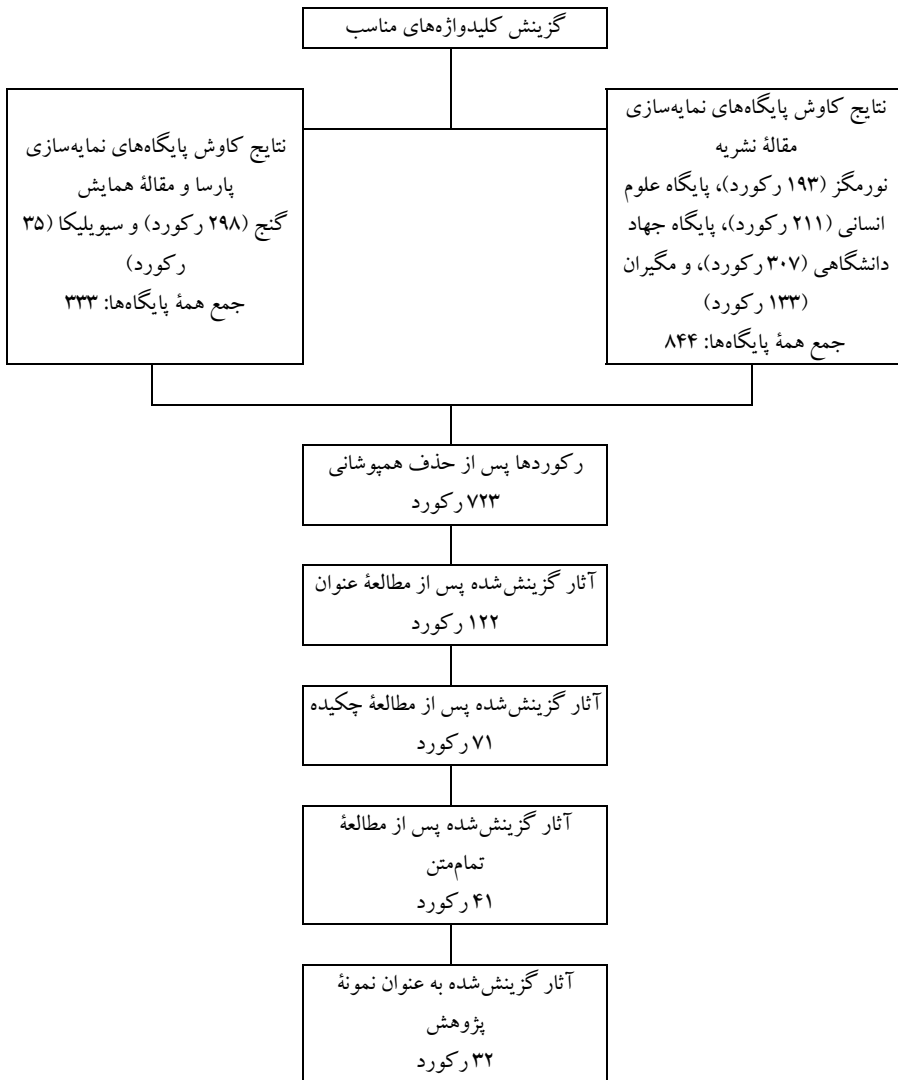 گزینش کلیدواژه‌های مناسب
نتایج کاوش پایگاه‌های نمایه‌سازی
مقالهٔ نشریه
نورمگز (۱۹۳ رکورد)، پایگاه علوم
انسانی (۲۱۱ رکورد)، پایگاه جهاد
دانشگاهی (۳۰۷ رکورد)، و مگیران
(۱۳۳ رکورد)
جمع همهٔ پایگاه‌ها: ۸۴۴
نتایج کاوش پایگاه‌های نمایه‌سازی
پارسا و مقالهٔ همایش
گنج (۲۹۸ رکورد) و سیویلیکا (۳۵
رکورد)
جمع همهٔ پایگاه‌ها: ۳۳۳
رکوردها پس از حذف همپوشانی
۷۲۳ رکورد
آثار گزینش‌شده پس از مطالعهٔ عنوان
۱۲۲ رکورد
آثار گزینش‌شده پس از مطالعهٔ چکیده
۷۱ رکورد
آثار گزینش‌شده پس از مطالعهٔ
تمام‌متن
۴۱ رکورد
آثار گزینش‌شده به عنوان نمونهٔ
پژوهش
۳۲ رکورد